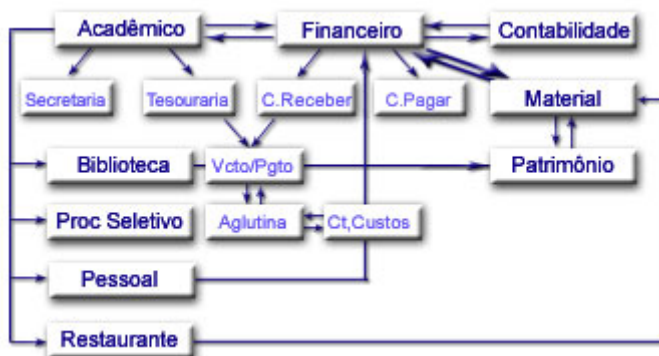 Acadêmico
Financeiro
Contabilidade
Secretaria
Tesouraria
C.Receber
C.Pagar
Material
Biblioteca
Vcto/Pgto
Patrimônio
Proc Seletivo
Aglutina
Ct,Custos
Pessoal
Restaurante